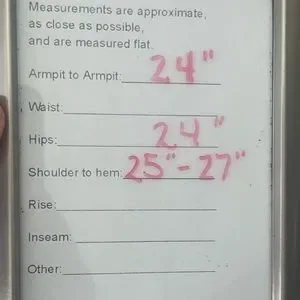 Measurements are approximate,
as close as possible,
and are measured flat.
Armpit to Armpit: 24"
Waist:
Hips: 24"
Shoulder to hem: 25"-27"
Rise:
Inseam:
Other: